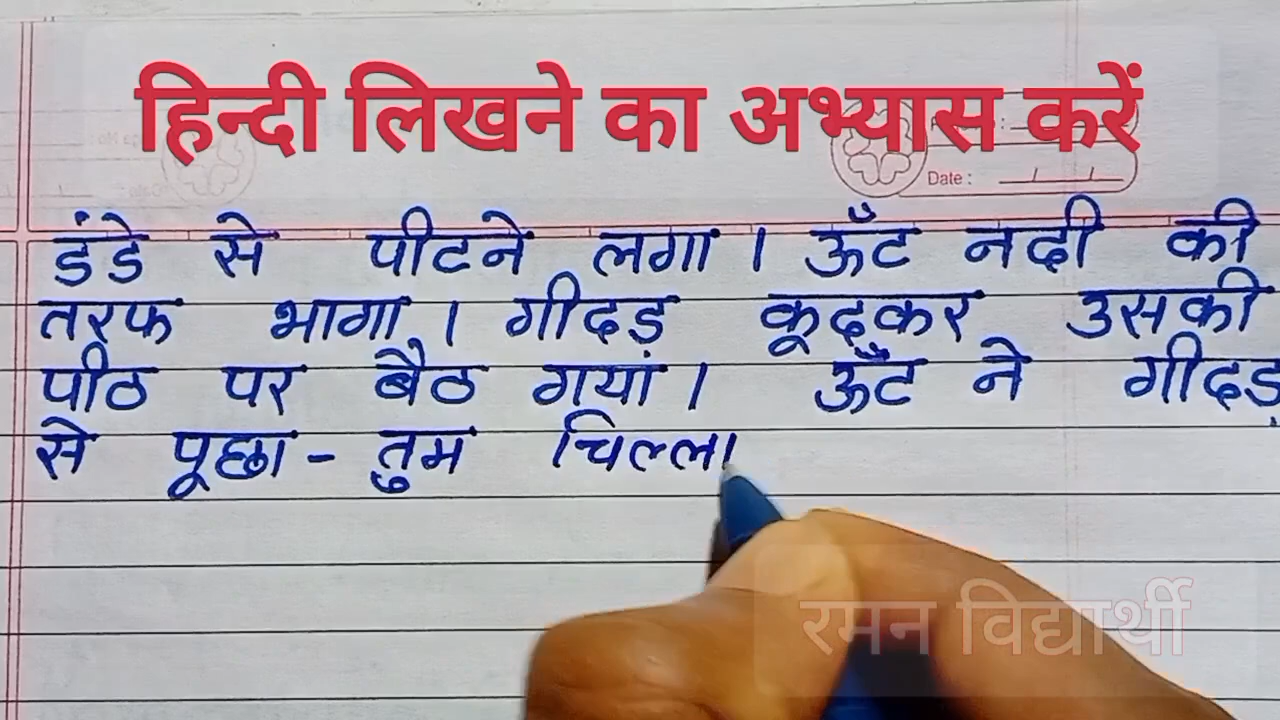 हिन्दी लिखने का अभ्यास करें
Date :
डंडे से पीटने लगा । ऊँट नदी की
तरफ भागा । गीदड़ कूदकर उसकी
पीठ पर बैठ गया । ऊँट ने गीदड़
से पूछा - तुम चिल्ला
रमन विद्यार्थी